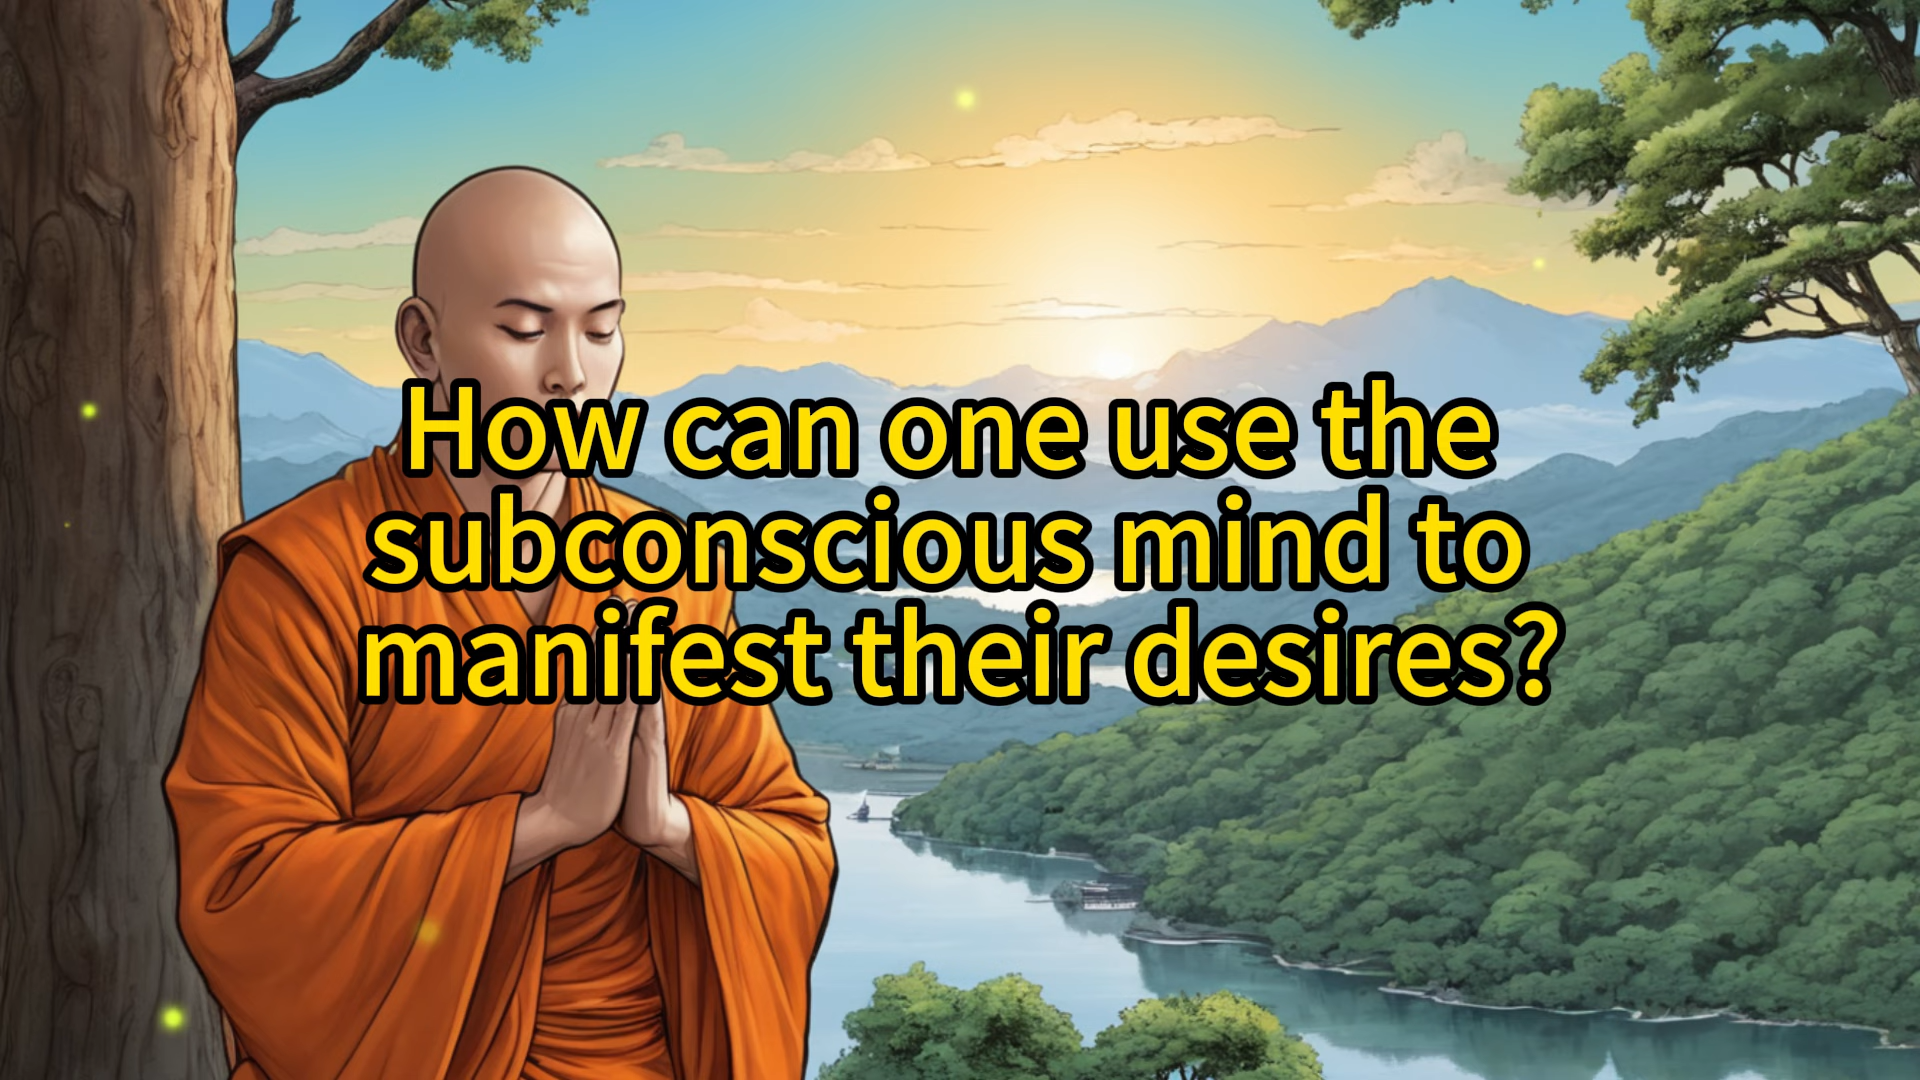 How can one use the
subconscious mind to
manifest their desires?